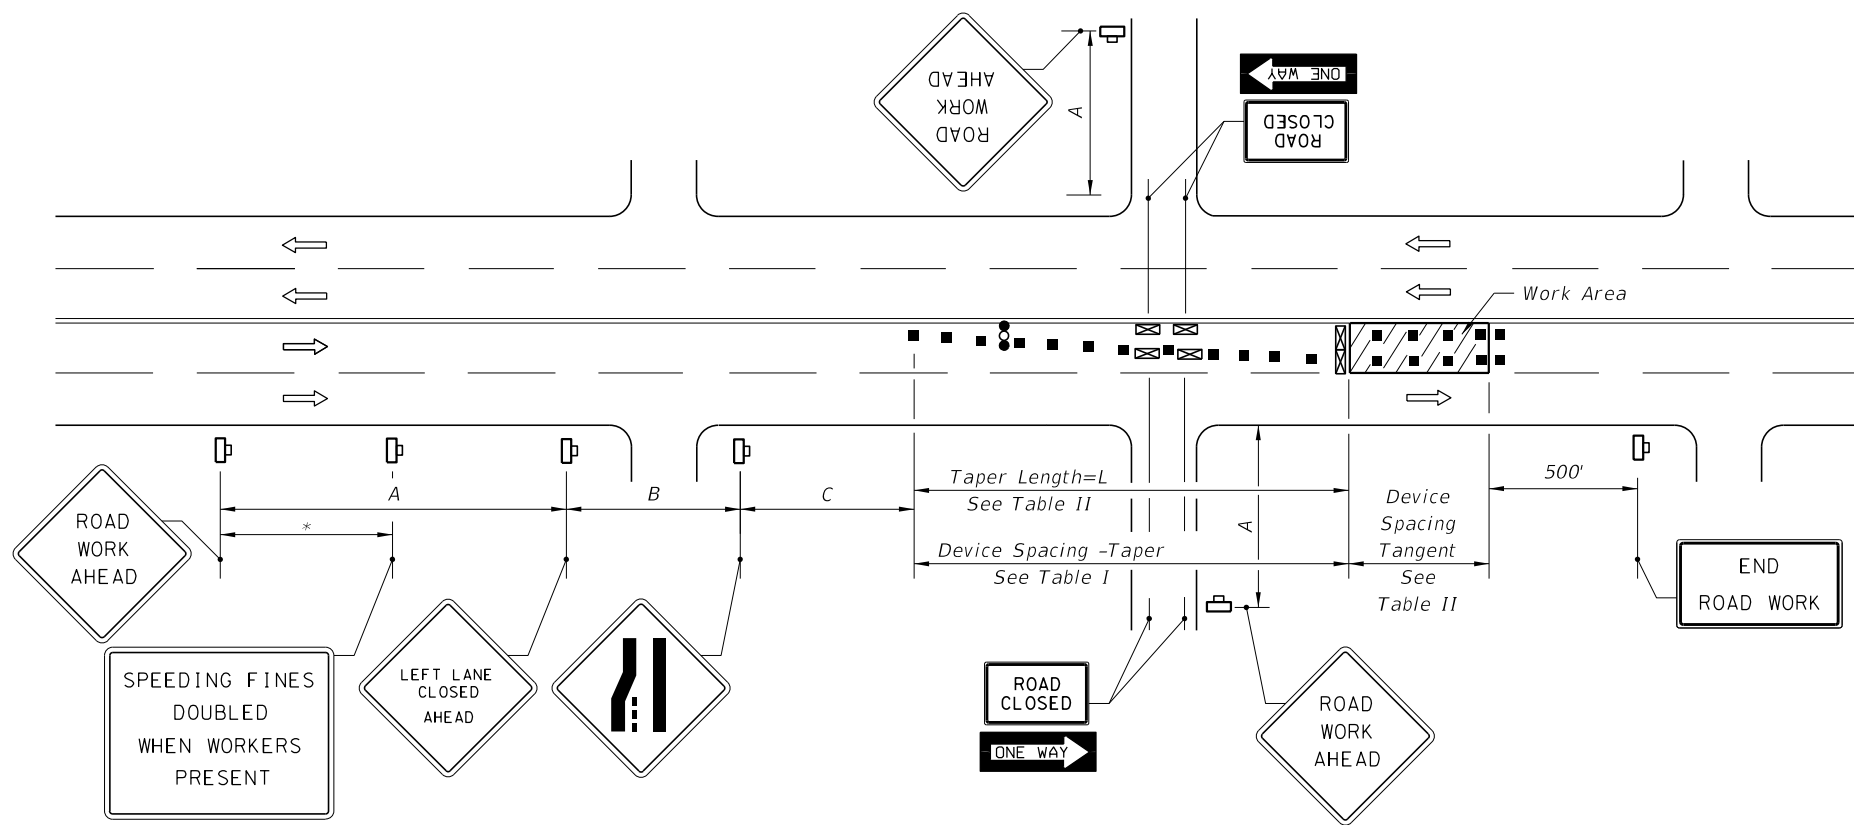 ROAD
WORK
AHEAD
A
ONE WAY
ROAD
CLOSED
Work Area
A
B
C
*
Taper Length=L
See Table II
Device Spacing -Taper
See Table I
A
Device
Spacing
Tangent
See
Table II
500'
ROAD
WORK
AHEAD
SPEEDING FINES
DOUBLED
WHEN WORKERS
PRESENT
LEFT LANE
CLOSED
AHEAD
ROAD
CLOSED
ONE WAY
ROAD
WORK
AHEAD
END
ROAD WORK